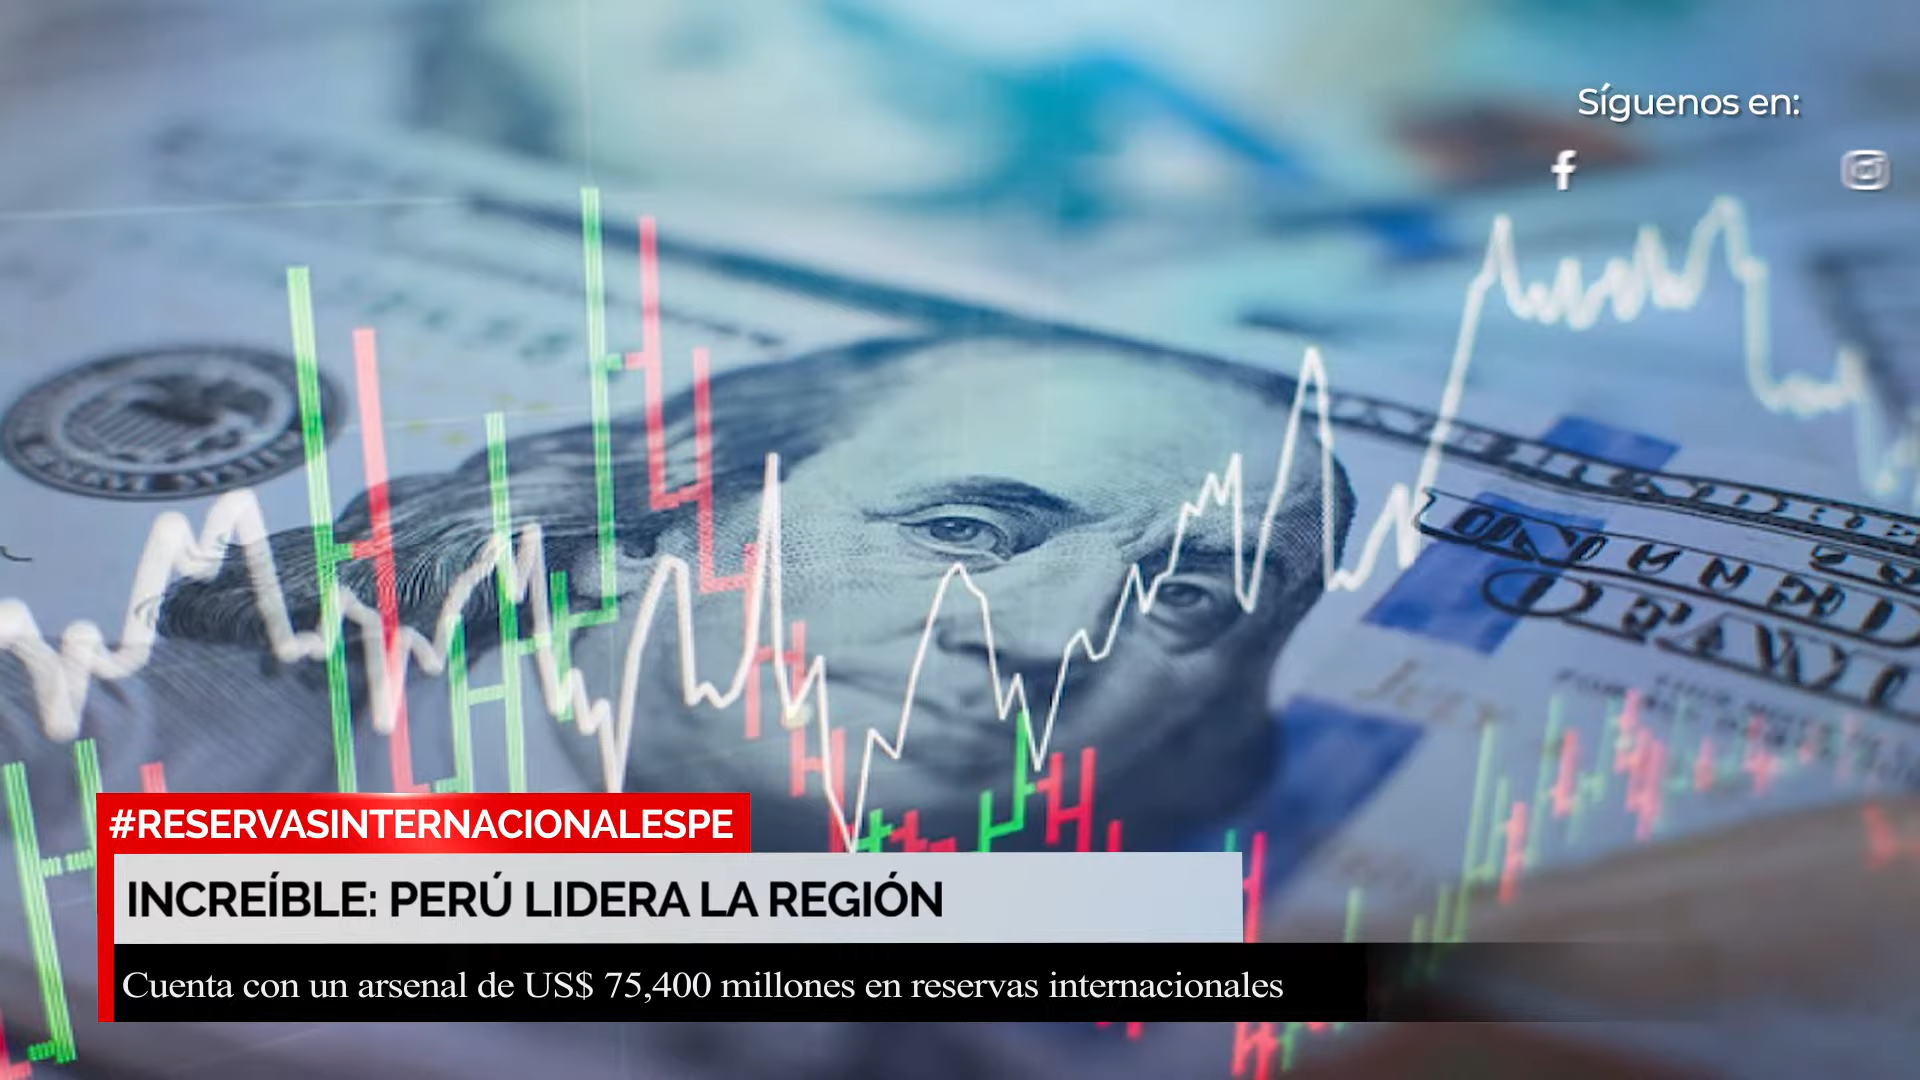 Síguenos en:
#RESERVASINTERNACIONALESPE
INCREÍBLE: PERÚ LIDERA LA REGIÓN
Cuenta con un arsenal de US$ 75,400 millones en reservas internacionales